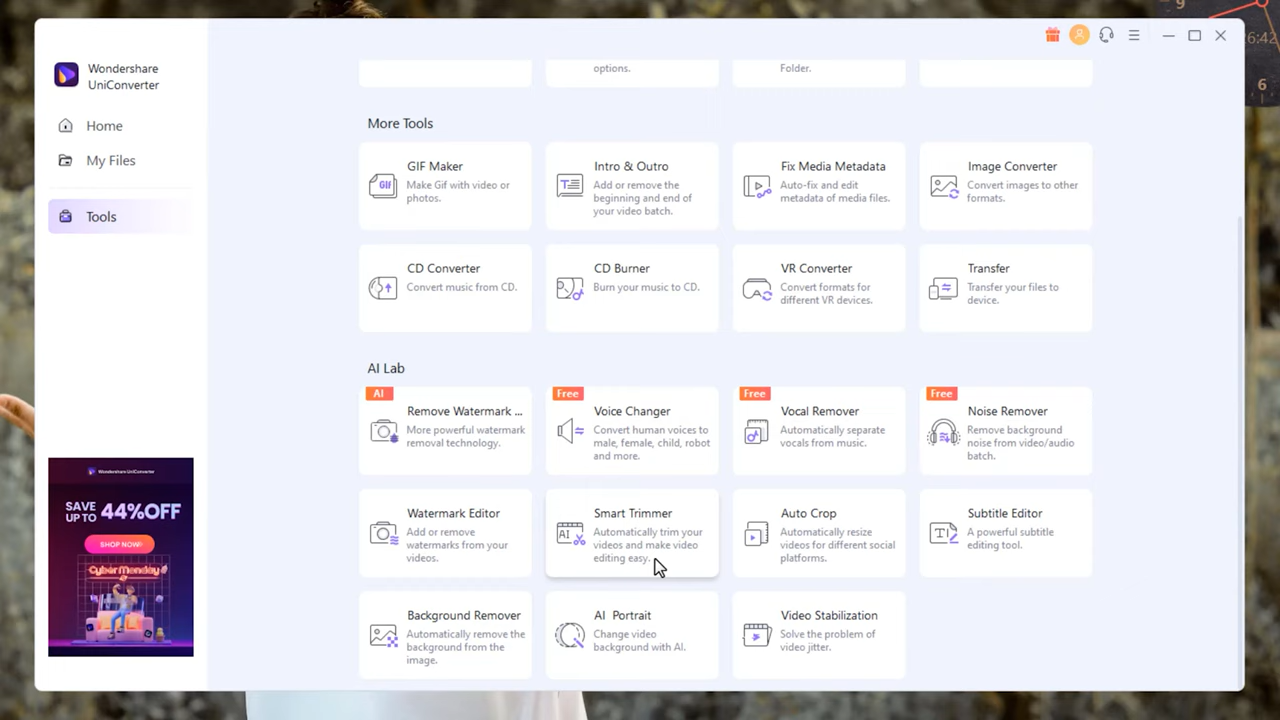 9
6:42
6
Wondershare
UniConverter
Home
My Files
Tools
Wondershare UniConverter
SAVE
UP TO 44%OFF
SHOP NOW!
CyberMonday
options.
Folder.
More Tools
GIF
GIF Maker
Make Gif with video or
photos.
Intro & Outro
Add or remove the
beginning and end of
your video batch.
Fix Media Metadata
Auto-fix and edit
metadata of media files.
Image Converter
Convert images to other
formats.
CD Converter
Convert music from CD.
CD Burner
Burn your music to CD.
VR Converter
Convert formats for
different VR devices.
Transfer
Transfer your files to
device.
AI Lab
AI
Remove Watermark ...
More powerful watermark
removal technology.
Free
Voice Changer
Convert human voices to
male, female, child, robot
and more.
Free
Vocal Remover
Automatically separate
vocals from music.
Free
Noise Remover
Remove background
noise from video/audio
batch.
Watermark Editor
Add or remove
watermarks from your
videos.
AI
Smart Trimmer
Automatically trim your
videos and make video
editing easy.
Auto Crop
Automatically resize
videos for different social
platforms.
Subtitle Editor
A powerful subtitle
editing tool.
Background Remover
Automatically remove the
background from the
image.
AI Portrait
Change video
background with AI.
Video Stabilization
Solve the problem of
video jitter.